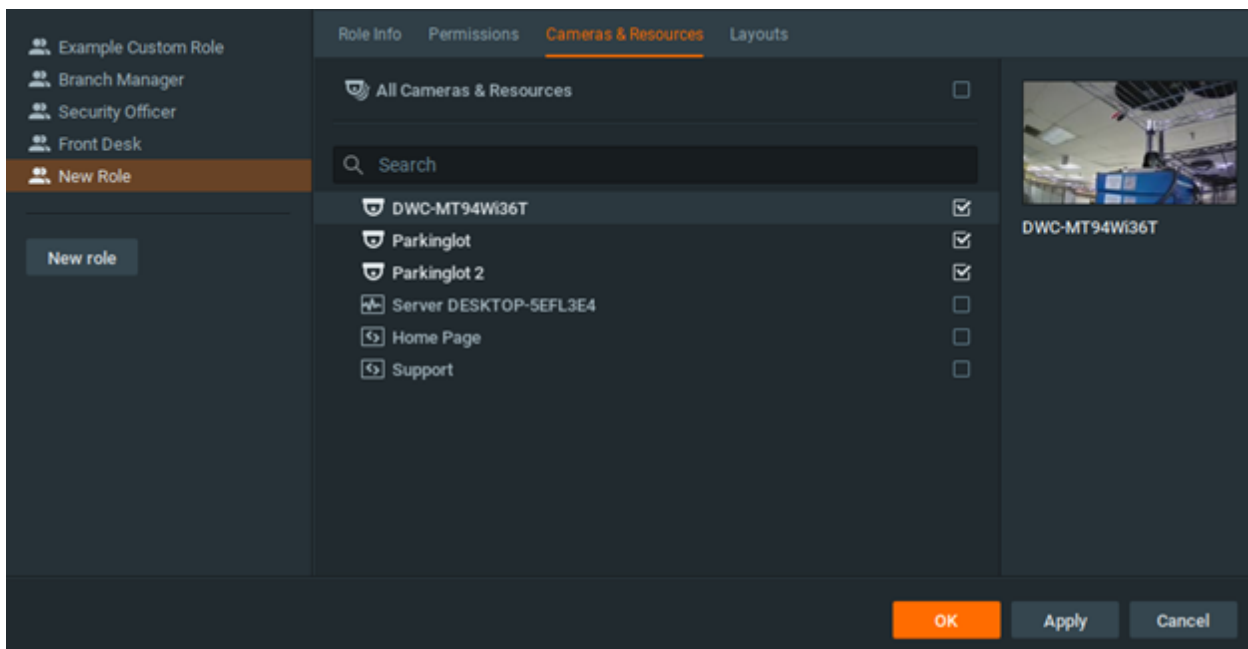 Example Custom Role
Branch Manager
Security Officer
Front Desk
New Role
New role
Role Info Permissions Cameras & Resources Layouts
All Cameras & Resources
Search
DWC-MT94Wi36T
Parkinglot
Parkinglot 2
Server DESKTOP-5EFL3E4
Home Page
Support
DWC-MT94Wi36T
OK Apply Cancel